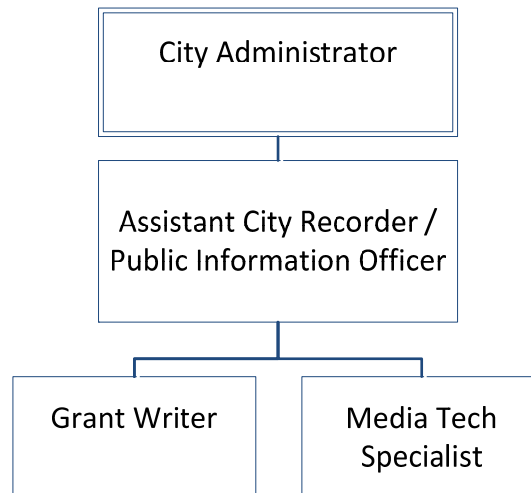 City Administrator
Assistant City Recorder /
Public Information Officer
Grant Writer
Media Tech
Specialist